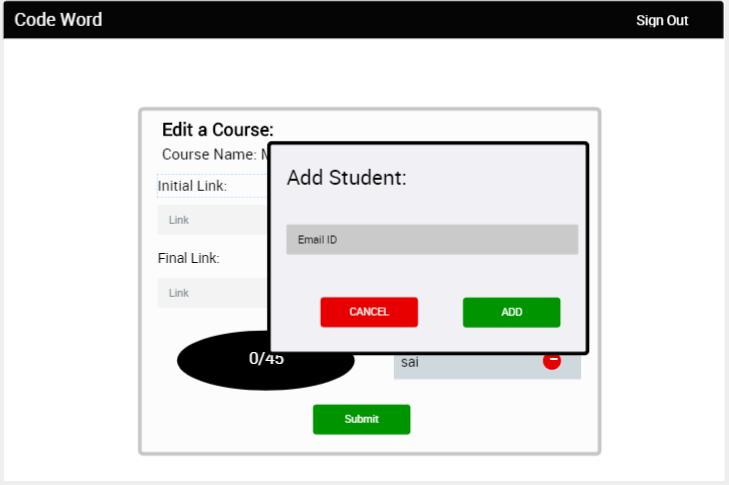 Code Word
Sign Out
Edit a Course:
Course Name:
Initial Link:
Link
Final Link:
Link
Add Student:
Email ID
CANCEL
ADD
0/45
sai
Submit